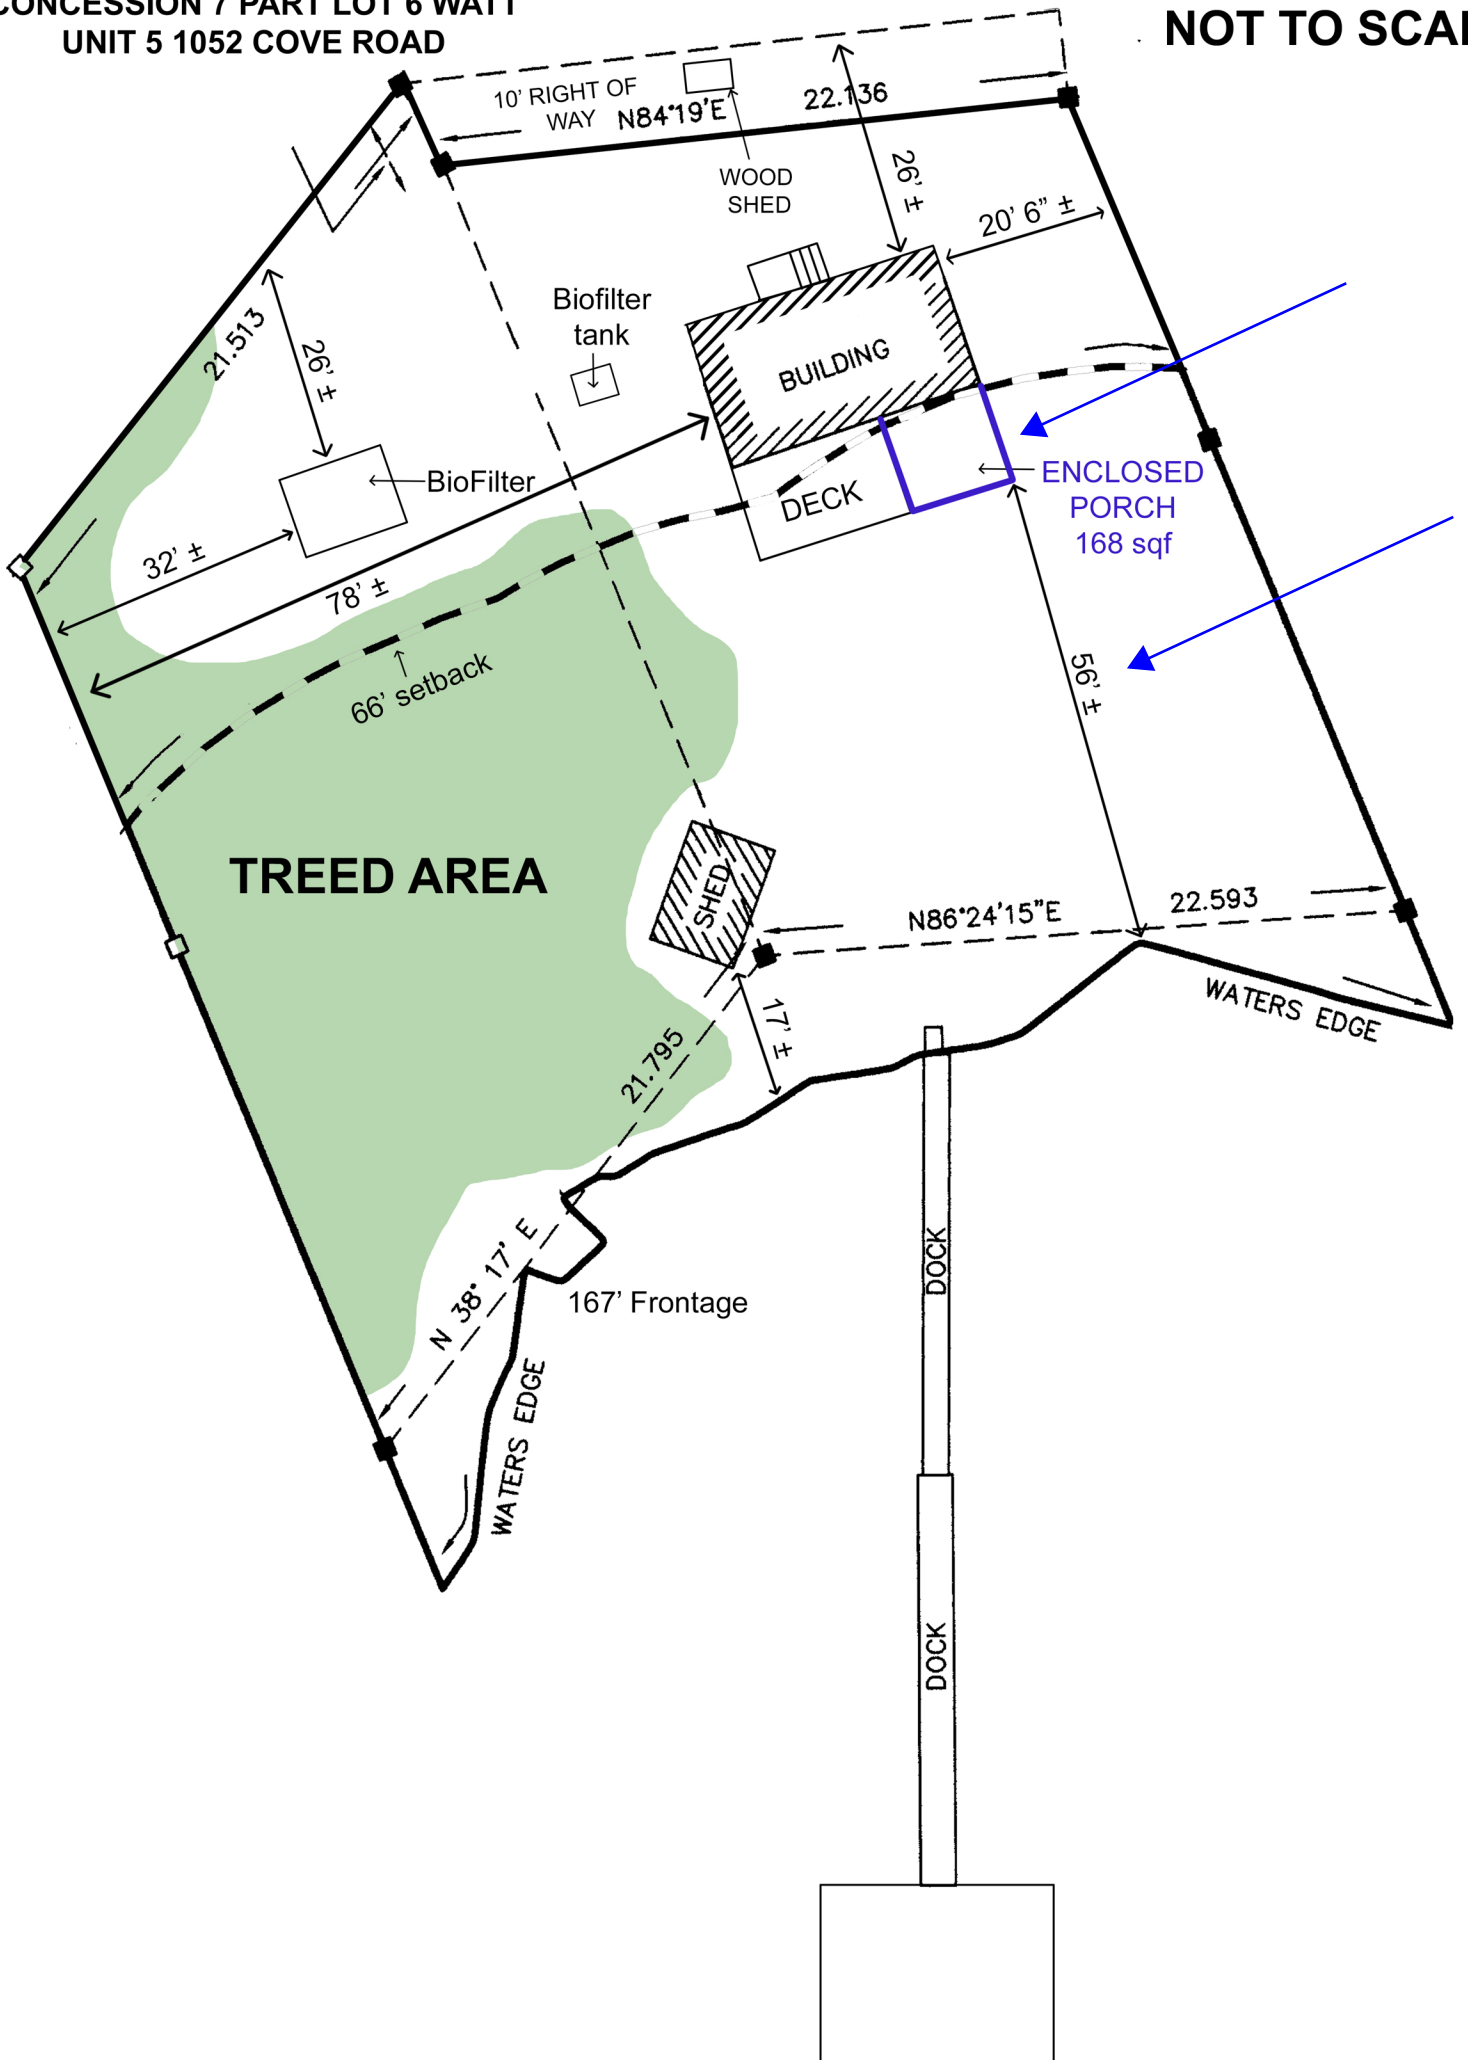 CONCESSION 7 PART LOT 6 WATT
UNIT 5 1052 COVE ROAD
NOT TO SCAL
10' RIGHT OF
WAY
N84°19'E
22.136
WOOD
SHED
26' ±
20' 6” ±
21.513
26' ±
Biofilter
tank
BUILDING
BioFilter
DECK
ENCLOSED
PORCH
168 sqf
32' ±
78' ±
66' setback
56' ±
TREED AREA
SHED
N86°24'15”E
22.593
WATERS EDGE
17' ±
21.795
N 38° 17' E
167' Frontage
WATERS EDGE
DOCK
DOCK